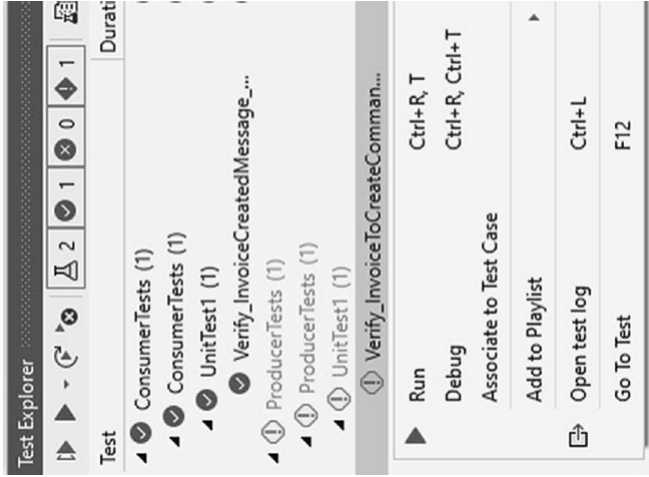 Test Explorer
2 1 0 1
Test Durati
ConsumerTests (1)
ConsumerTests (1)
UnitTest1 (1)
Verify_InvoiceCreatedMessage_...
ProducerTests (1)
ProducerTests (1)
UnitTest1 (1)
Verify_InvoiceToCreateComman...
Run Ctrl+R, T
Debug Ctrl+R, Ctrl+T
Associate to Test Case
Add to Playlist
Open test log Ctrl+L
Go To Test F12